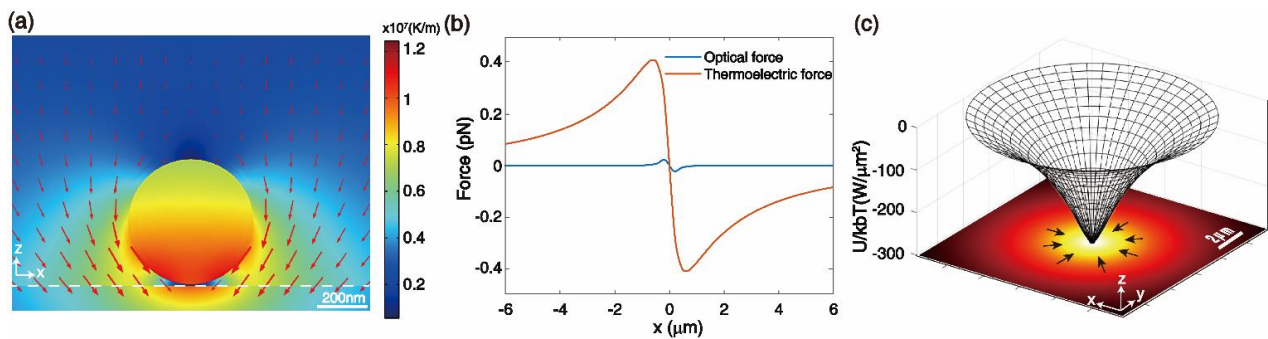 (a)
x10⁷(K/m)
1.2
1
0.8
0.6
0.4
0.2
z
x
200nm
(b)
Optical force
Thermoelectric force
0.4
0.2
0
-0.2
-0.4
Force (pN)
-6
-4
-2
0
2
4
6
x (μm)
(c)
0
-100
-200
-300
U/kbT(W/μm²)
2μm
z
x
y